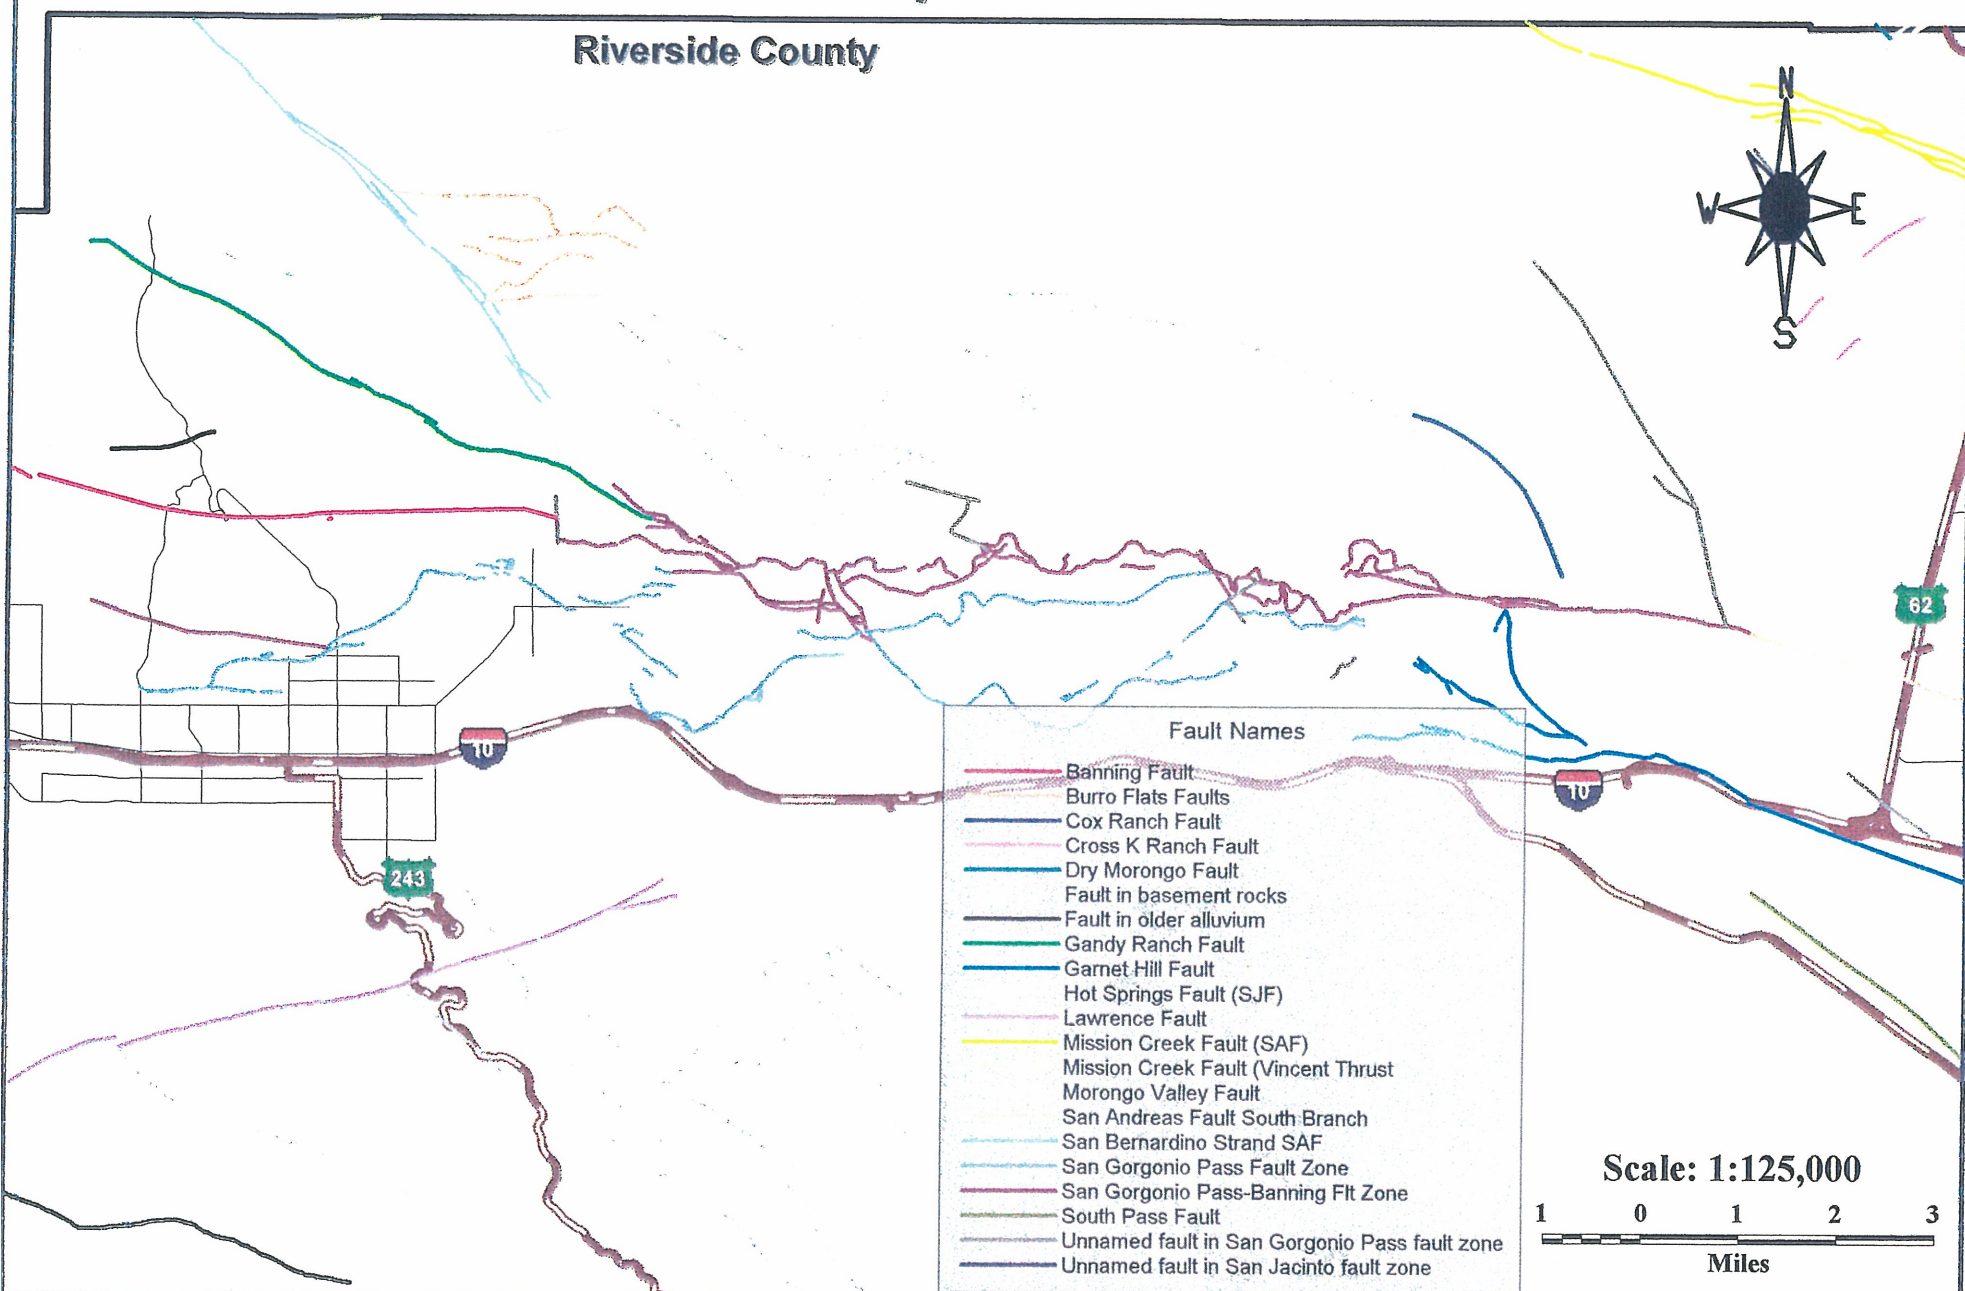 Riverside County
N
W
E
S
62
10
10
243
Fault Names
Banning Fault
Burro Flats Faults
Cox Ranch Fault
Cross K Ranch Fault
Dry Morongo Fault
Fault in basement rocks
Fault in older alluvium
Gandy Ranch Fault
Garnet Hill Fault
Hot Springs Fault (SJF)
Lawrence Fault
Mission Creek Fault (SAF)
Mission Creek Fault (Vincent Thrust
Morongo Valley Fault
San Andreas Fault South Branch
San Bernardino Strand SAF
San Gorgonio Pass Fault Zone
San Gorgonio Pass-Banning Flt Zone
South Pass Fault
Unnamed fault in San Gorgonio Pass fault zone
Unnamed fault in San Jacinto fault zone
Scale: 1:125,000
1 0 1 2 3
Miles